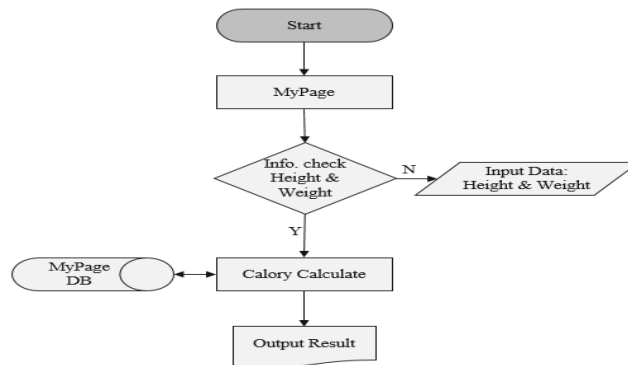 Start
MyPage
Info. check
Height &
Weight
N
Input Data:
Height & Weight
Y
MyPage
DB
Calory Calculate
Output Result